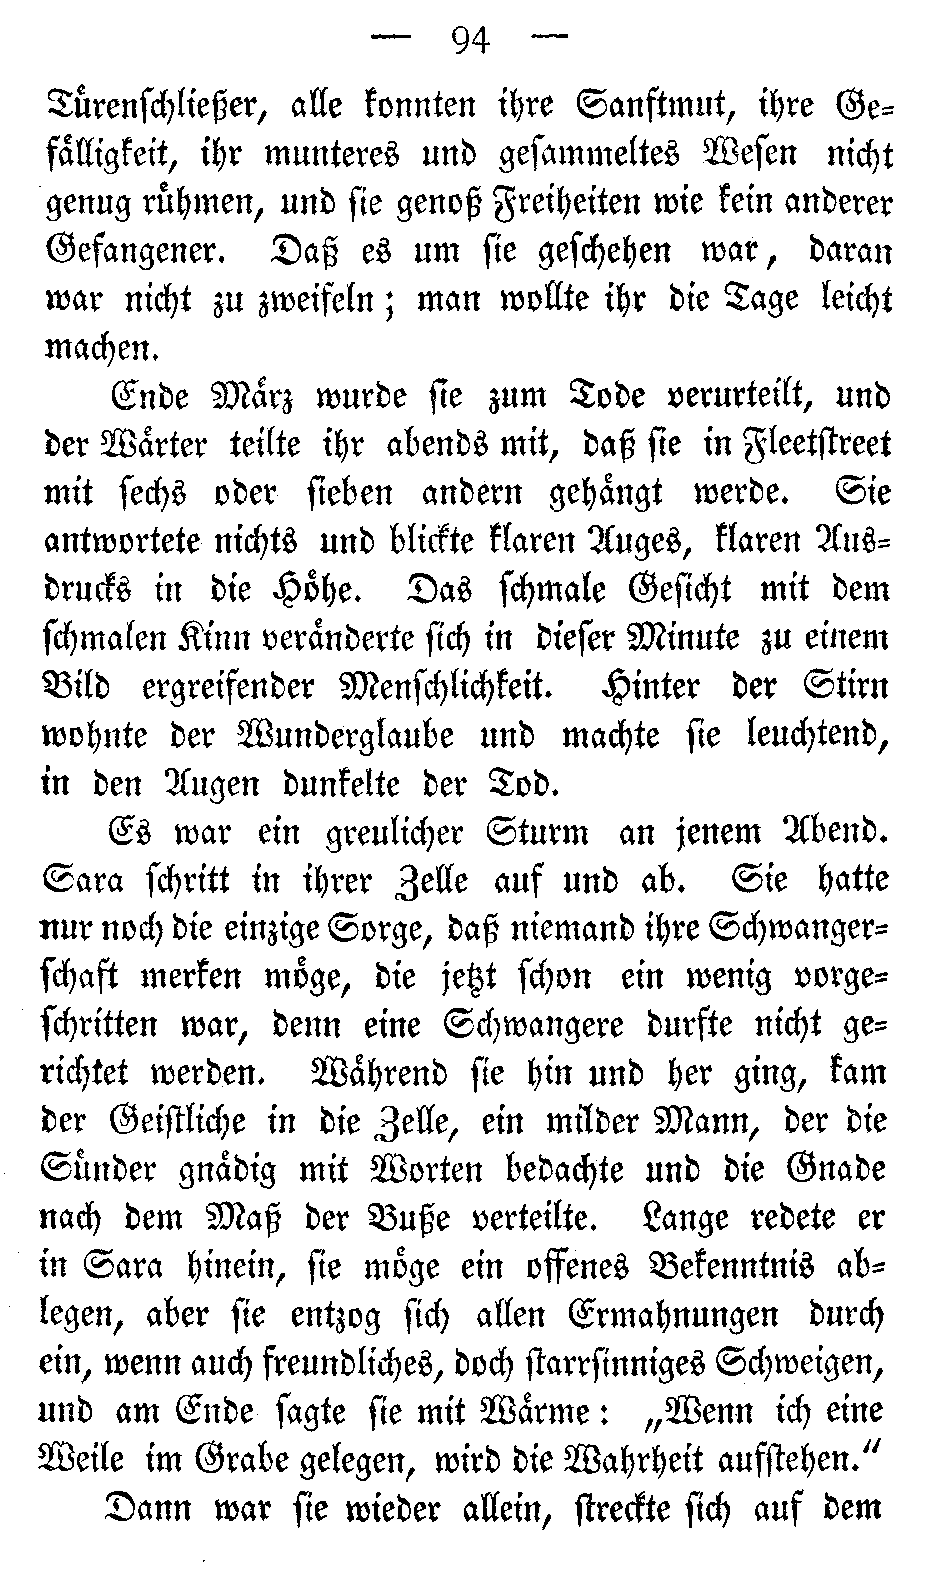 — 94 —
Türenschließer, alle konnten ihre Sanftmut, ihre Ge-
fälligkeit, ihr munteres und gesammeltes Wesen nicht
genug rühmen, und sie genoß Freiheiten wie kein anderer
Gefangener. Daß es um sie geschehen war, daran
war nicht zu zweifeln; man wollte ihr die Tage leicht
machen.
Ende März wurde sie zum Tode verurteilt, und
der Wärter teilte ihr abends mit, daß sie in Fleetstreet
mit sechs oder sieben andern gehängt werde. Sie
antwortete nichts und blickte klaren Auges, klaren Aus-
drucks in die Höhe. Das schmale Gesicht mit dem
schmalen Kinn veränderte sich in dieser Minute zu einem
Bild ergreifender Menschlichkeit. Hinter der Stirn
wohnte der Wunderglaube und machte sie leuchtend,
in den Augen dunkelte der Tod.
Es war ein greulicher Sturm an jenem Abend.
Sara schritt in ihrer Zelle auf und ab. Sie hatte
nur noch die einzige Sorge, daß niemand ihre Schwanger-
schaft merken möge, die jetzt schon ein wenig vorge-
schritten war, denn eine Schwangere durfte nicht ge-
richtet werden. Während sie hin und her ging, kam
der Geistliche in die Zelle, ein milder Mann, der die
Sünder gnädig mit Worten bedachte und die Gnade
nach dem Maß der Buße verteilte. Lange redete er
in Sara hinein, sie möge ein offenes Bekenntnis ab-
legen, aber sie entzog sich allen Ermahnungen durch
ein, wenn auch freundliches, doch starrsinniges Schweigen,
und am Ende sagte sie mit Wärme: „Wenn ich eine
Weile im Grabe gelegen, wird die Wahrheit aufstehen.“
Dann war sie wieder allein, streckte sich auf dem